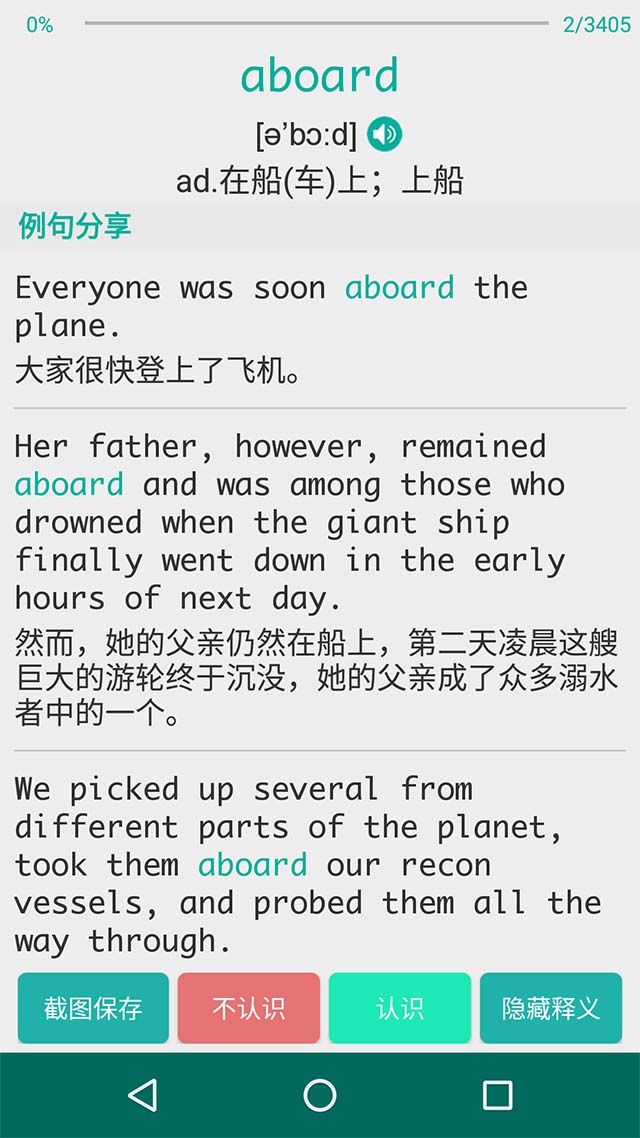 0%
2/3405
aboard
[ə'bɔ:d]
ad.在船(车)上；上船
例句分享
Everyone was soon aboard the
plane.
大家很快登上了飞机。
Her father, however, remained
aboard and was among those who
drowned when the giant ship
finally went down in the early
hours of next day.
然而，她的父亲仍然在船上，第二天凌晨这艘
巨大的游轮终于沉没，她的父亲成了众多溺水
者中的一个。
We picked up several from
different parts of the planet,
took them aboard our recon
vessels, and probed them all the
way through.
截图保存
不认识
认识
隐藏释义